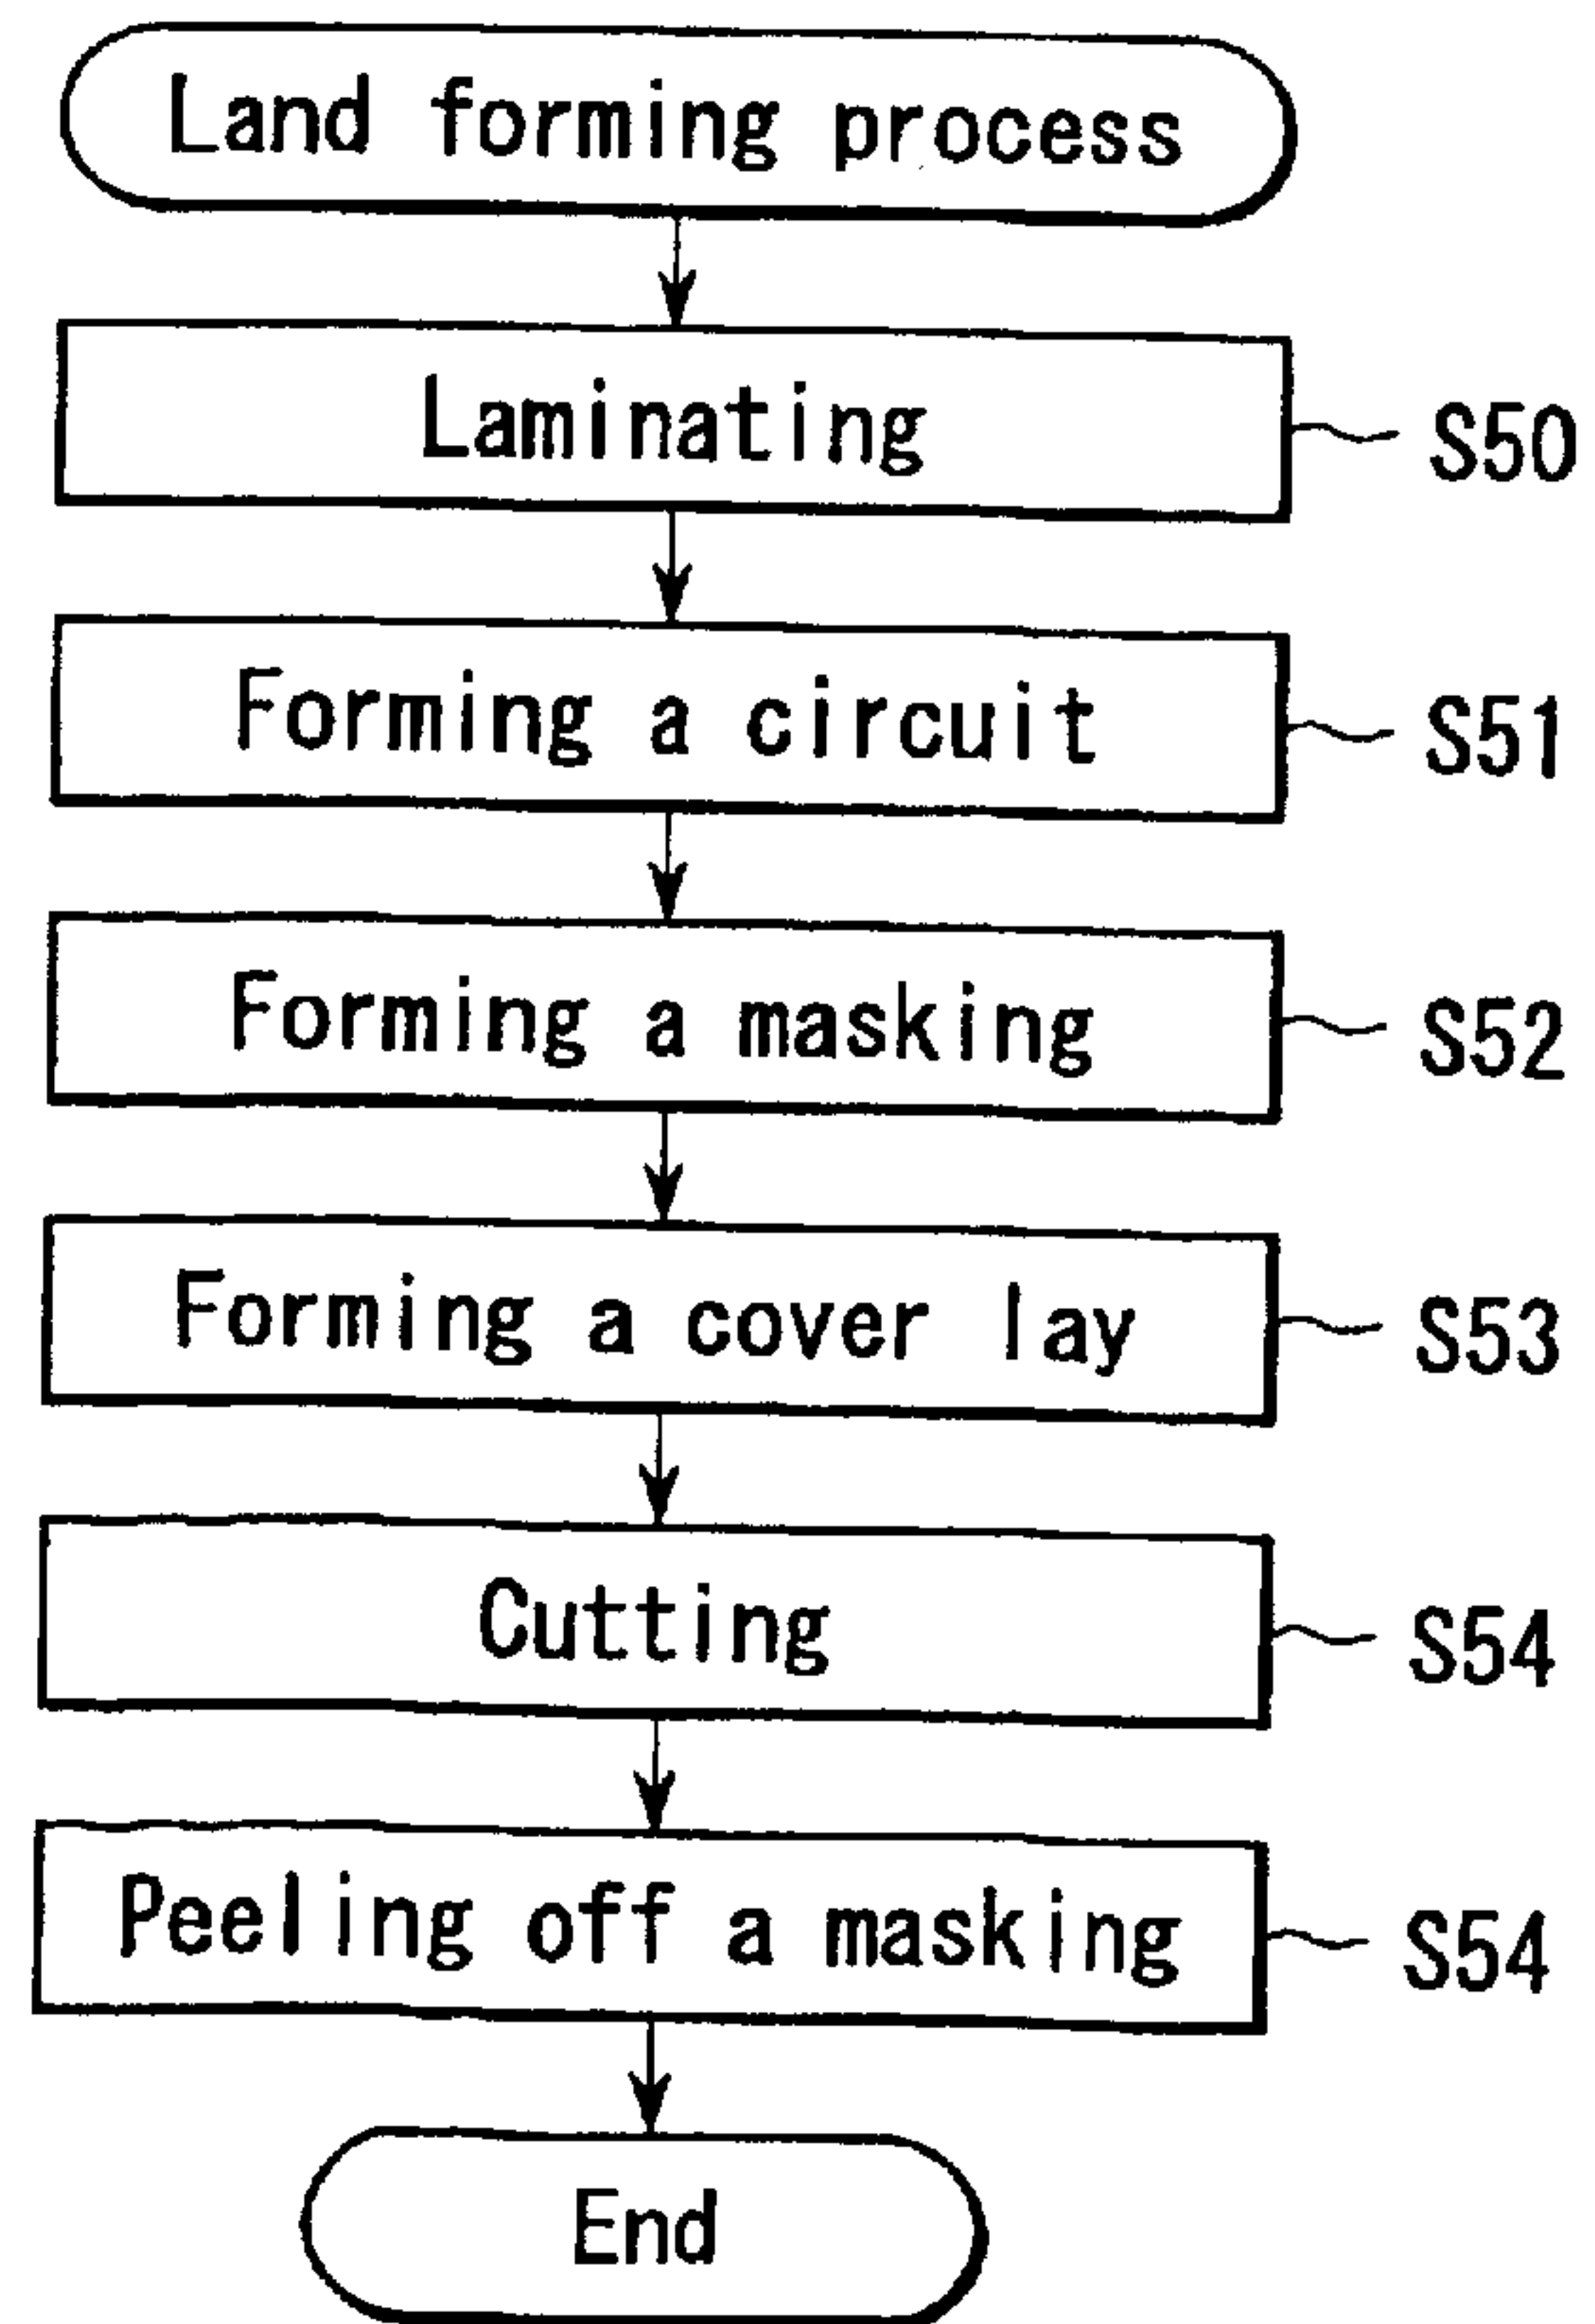 Land forming process
Laminating
S50
Forming a circuit
S51
Forming a masking
S52
Forming a cover lay
S53
Cutting
S54
Peeling off a masking
S54
End